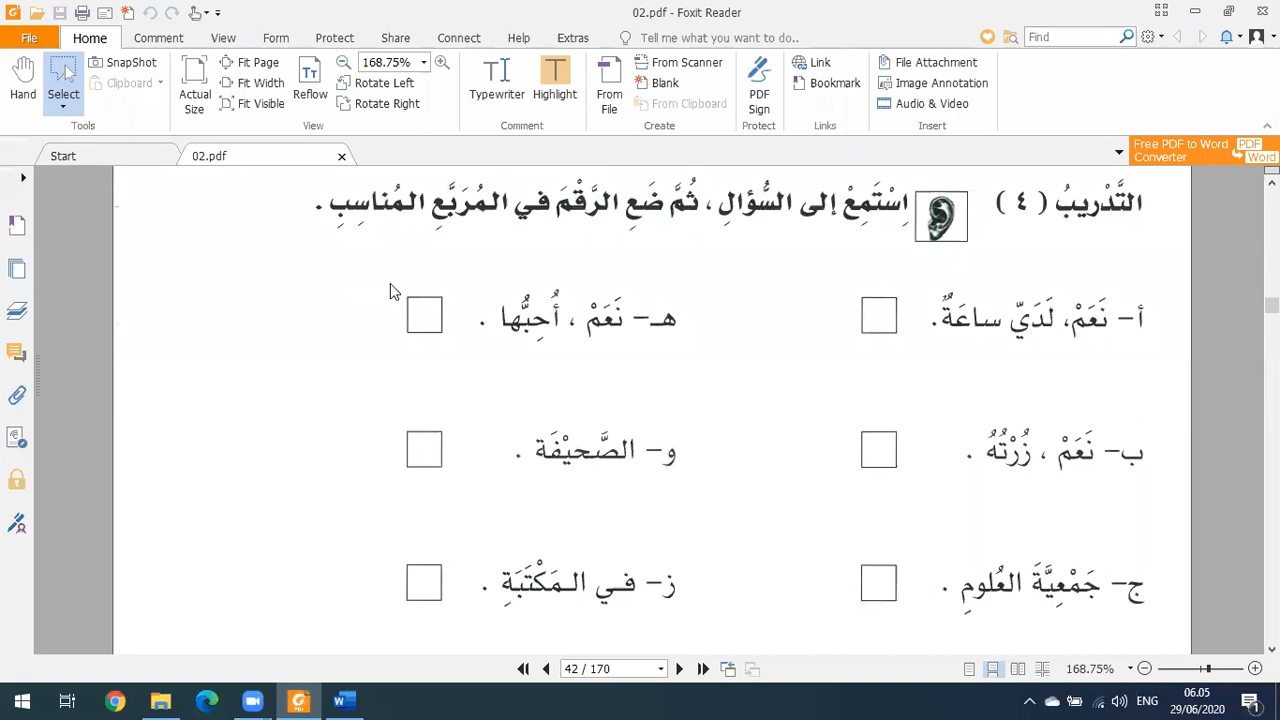 02.pdf - Foxit Reader
File Home Comment View Form Protect Share Connect Help Extras Tell me what you want to do.. Find
Hand
Select
SnapShot
Clipboard
Tools
Actual Size
Fit Page
Fit Width
Fit Visible
Reflow
168.75%
Rotate Left
Rotate Right
View
Typewriter
Highlight
Comment
From File
From Scanner
Blank
From Clipboard
Create
PDF Sign
Protect
Link
Bookmark
Links
File Attachment
Image Annotation
Audio & Video
Insert
Start 02.pdf
Free PDF to Word Converter
PDF Word
التَّدْريبُ ( ٤ ) اِسْتَمِعْ إلى السُّؤالِ ، ثُمَّ ضَعِ الرَّقْمَ في المُرَبَّعِ المُناسِبِ .
أ- نَعَمْ، لَدَيّ ساعَةٌ.
هـ- نَعَمْ ، أُحِبُّها .
ب- نَعَمْ ، زُرْتُهُ .
و- الصَّحيْفَة .
ج- جَمْعِيَّةَ العُلومِ .
ز- في المَكْتَبَةِ .
42 / 170
168.75%
ENG
06.05
29/06/2020